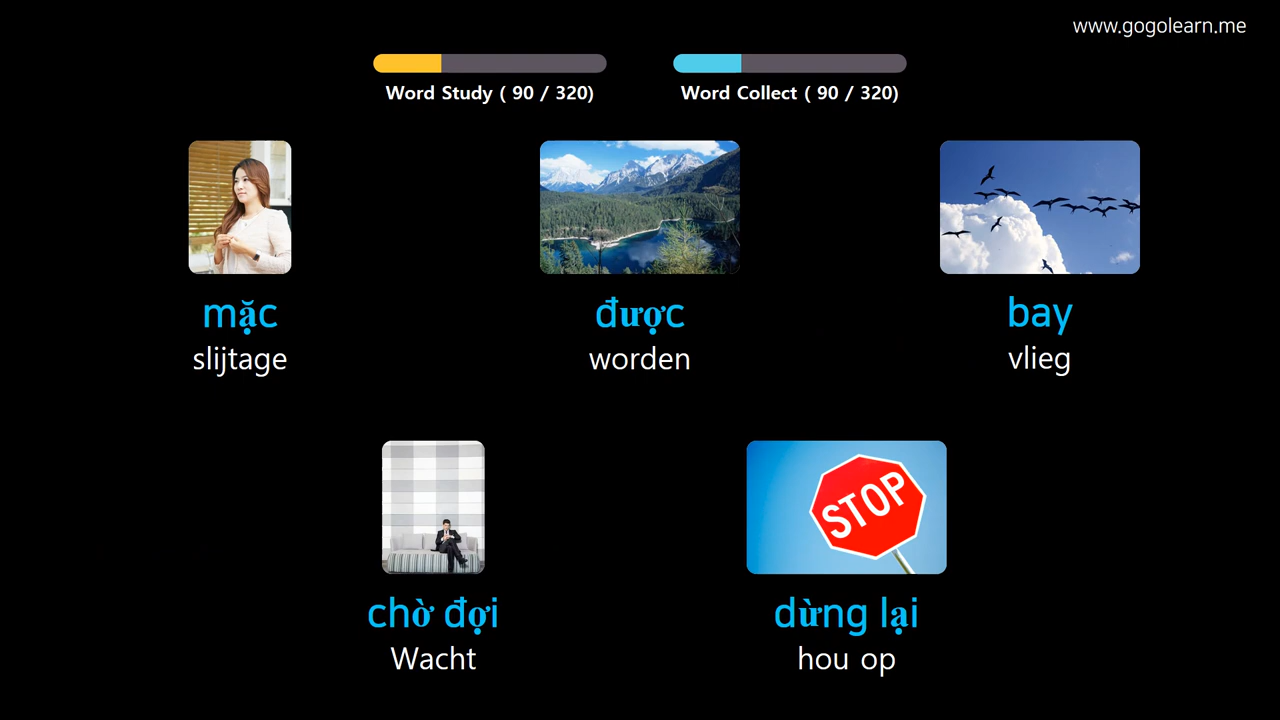 www.gogolearn.me
Word Study ( 90 / 320)
Word Collect ( 90 / 320)
mặc
slijtage
được
worden
bay
vlieg
STOP
chờ đợi
Wacht
dừng lại
hou op